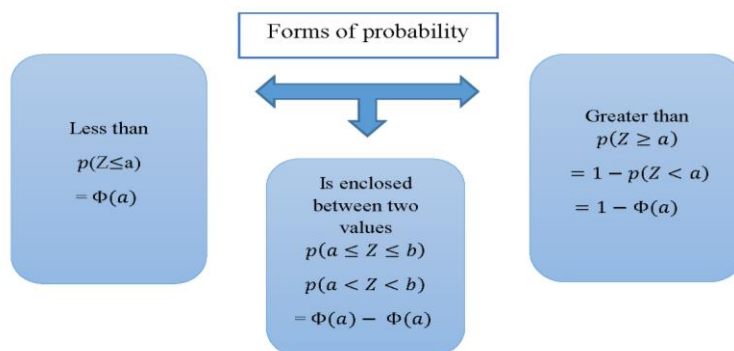 Forms of probability
Less than
p(Z≤a)
= Φ(a)
Is enclosed
between two
values
p(a ≤ Z ≤ b)
p(a < Z < b)
= Φ(a) − Φ(a)
Greater than
p(Z ≥ a)
= 1 − p(Z < a)
= 1 − Φ(a)